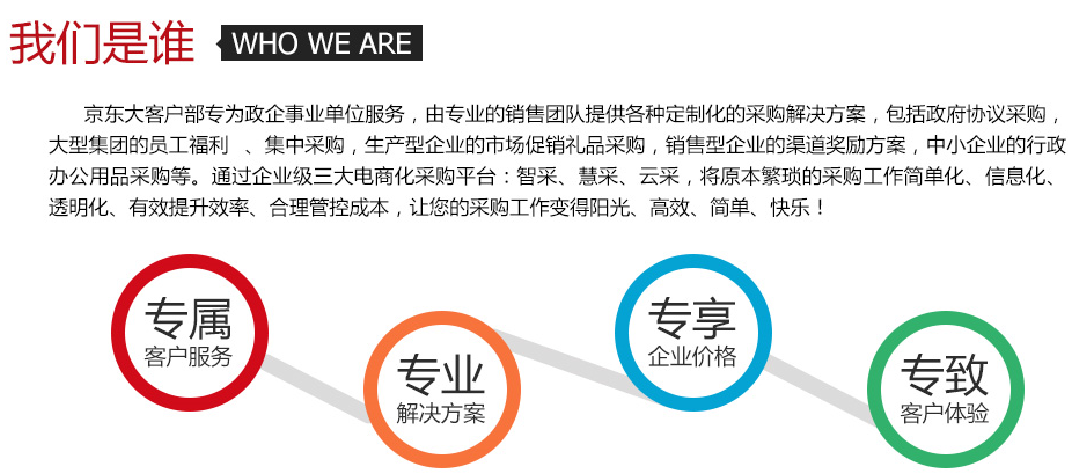 我们是谁 WHO WE ARE
京东大客户部专为政企事业单位服务，由专业的销售团队提供各种定制化的采购解决方案，包括政府协议采购，
大型集团的员工福利 、集中采购，生产型企业的市场促销礼品采购，销售型企业的渠道奖励方案，中小企业的行政
办公用品采购等。通过企业级三大电商化采购平台：智采、慧采、云采，将原本繁琐的采购工作简单化、信息化、
透明化、有效提升效率、合理管控成本，让您的采购工作变得阳光、高效、简单、快乐！
专属
客户服务
专业
解决方案
专享
企业价格
专致
客户体验